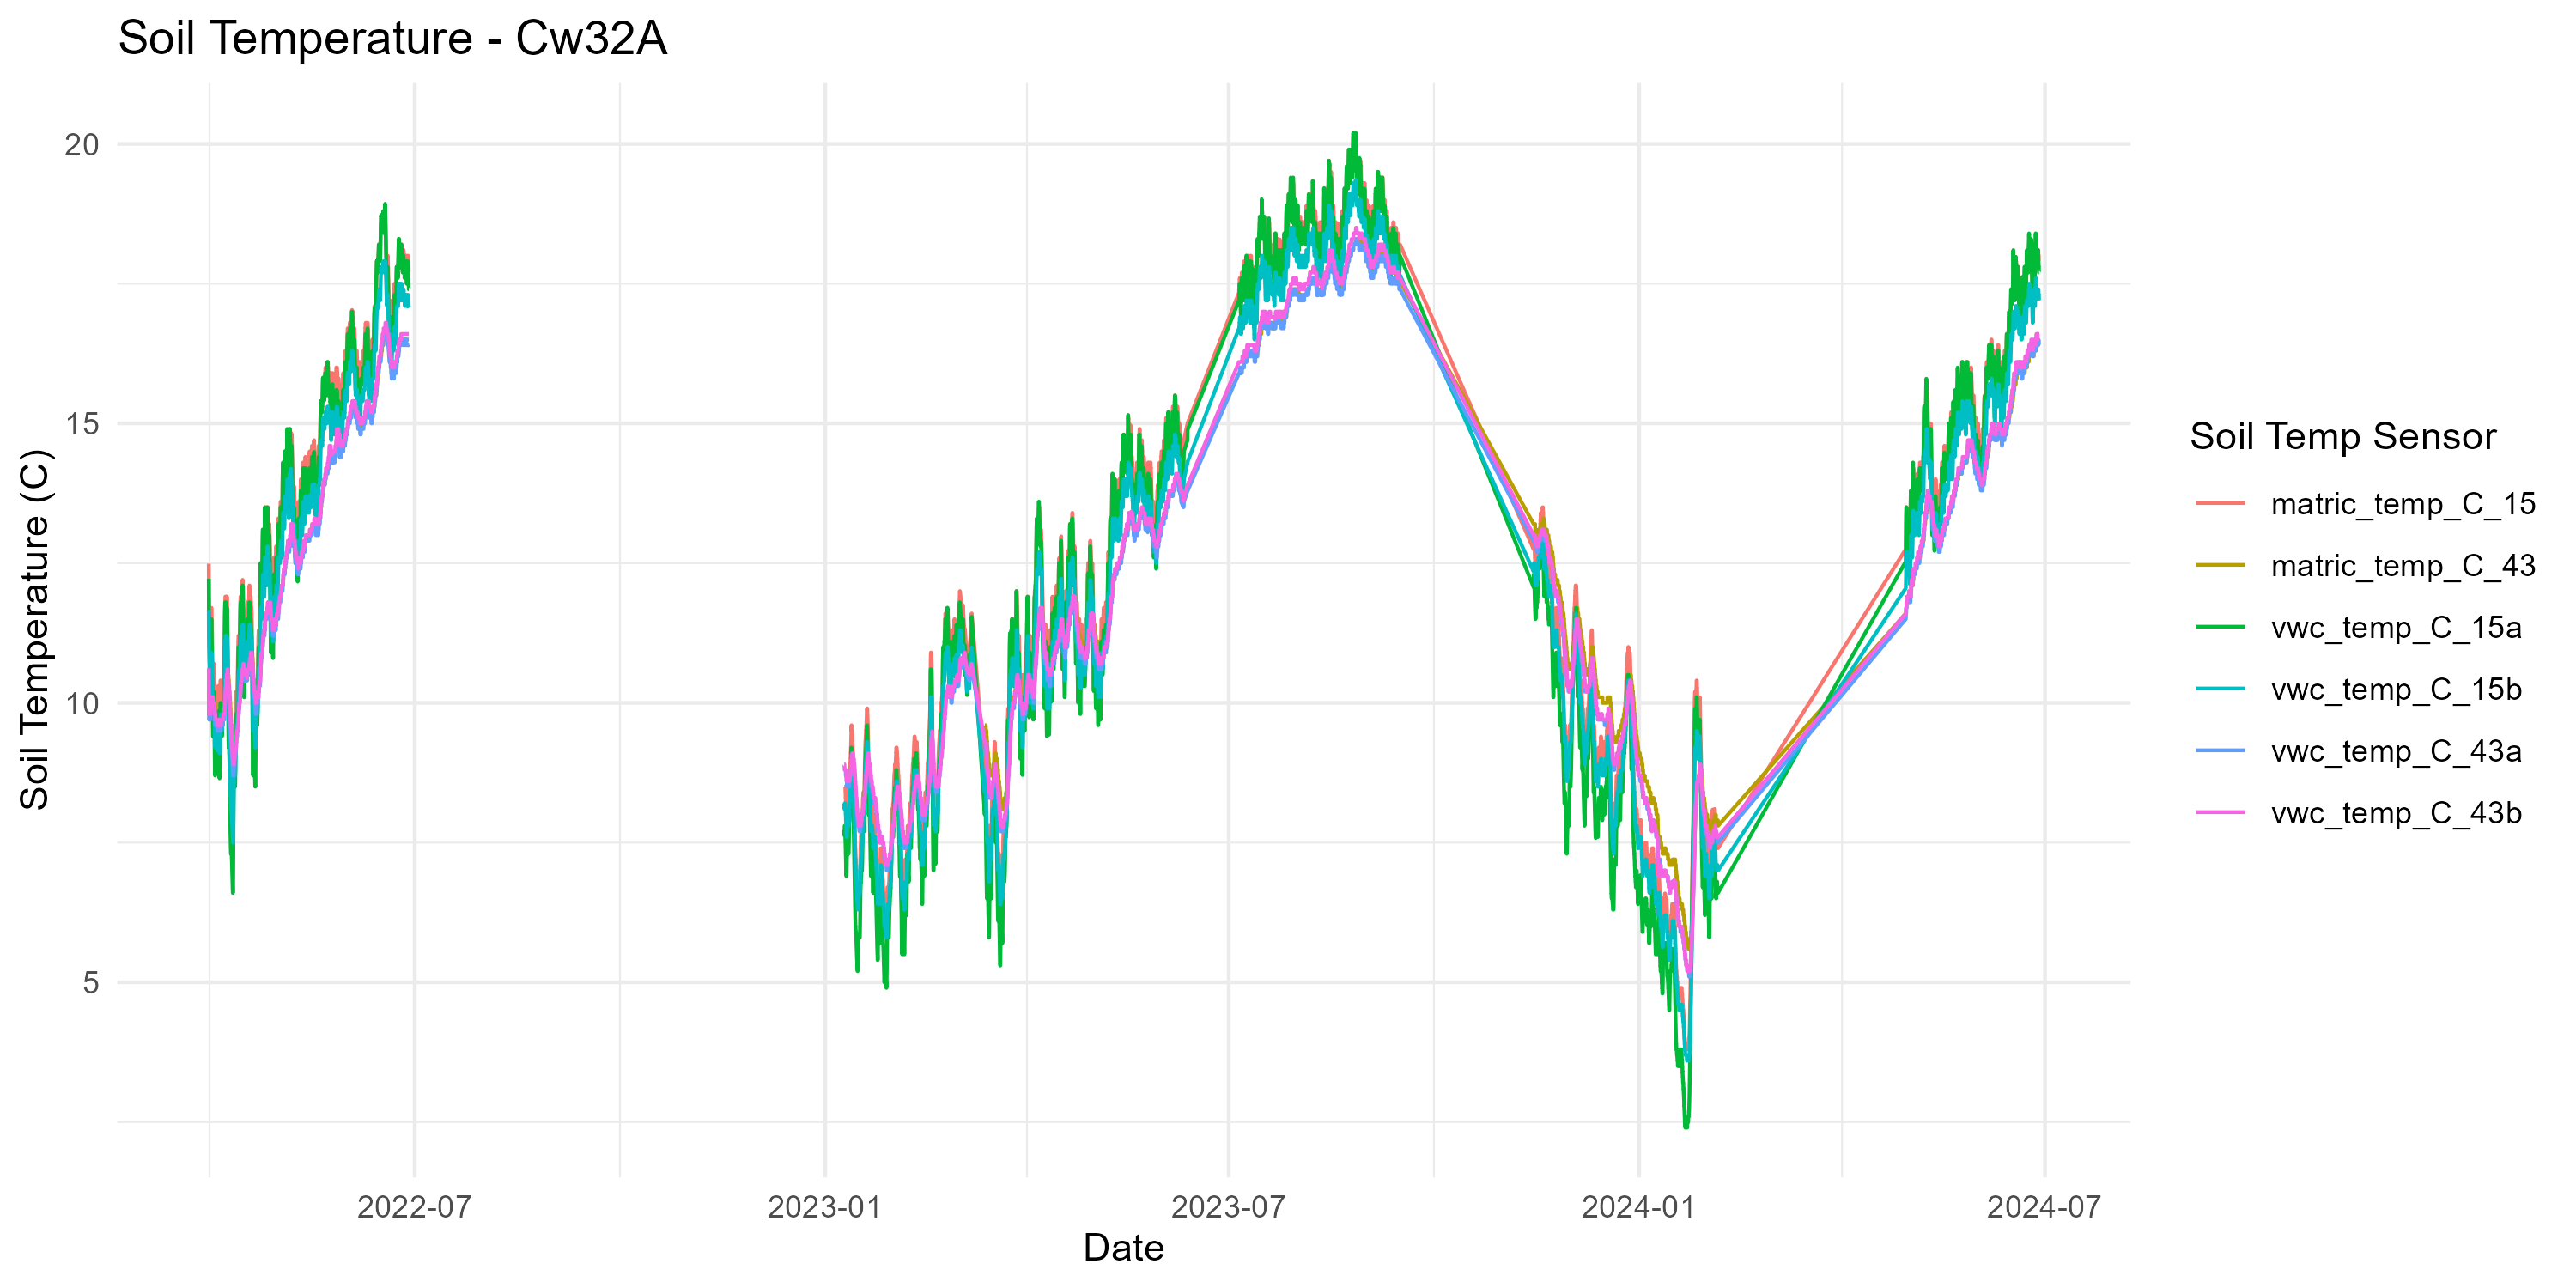 Soil Temperature - Cw32A
Soil Temperature (C)
20
15
10
5
2022-07
2023-01
2023-07
2024-01
2024-07
Date
Soil Temp Sensor
matric_temp_C_15
matric_temp_C_43
vwc_temp_C_15a
vwc_temp_C_15b
vwc_temp_C_43a
vwc_temp_C_43b